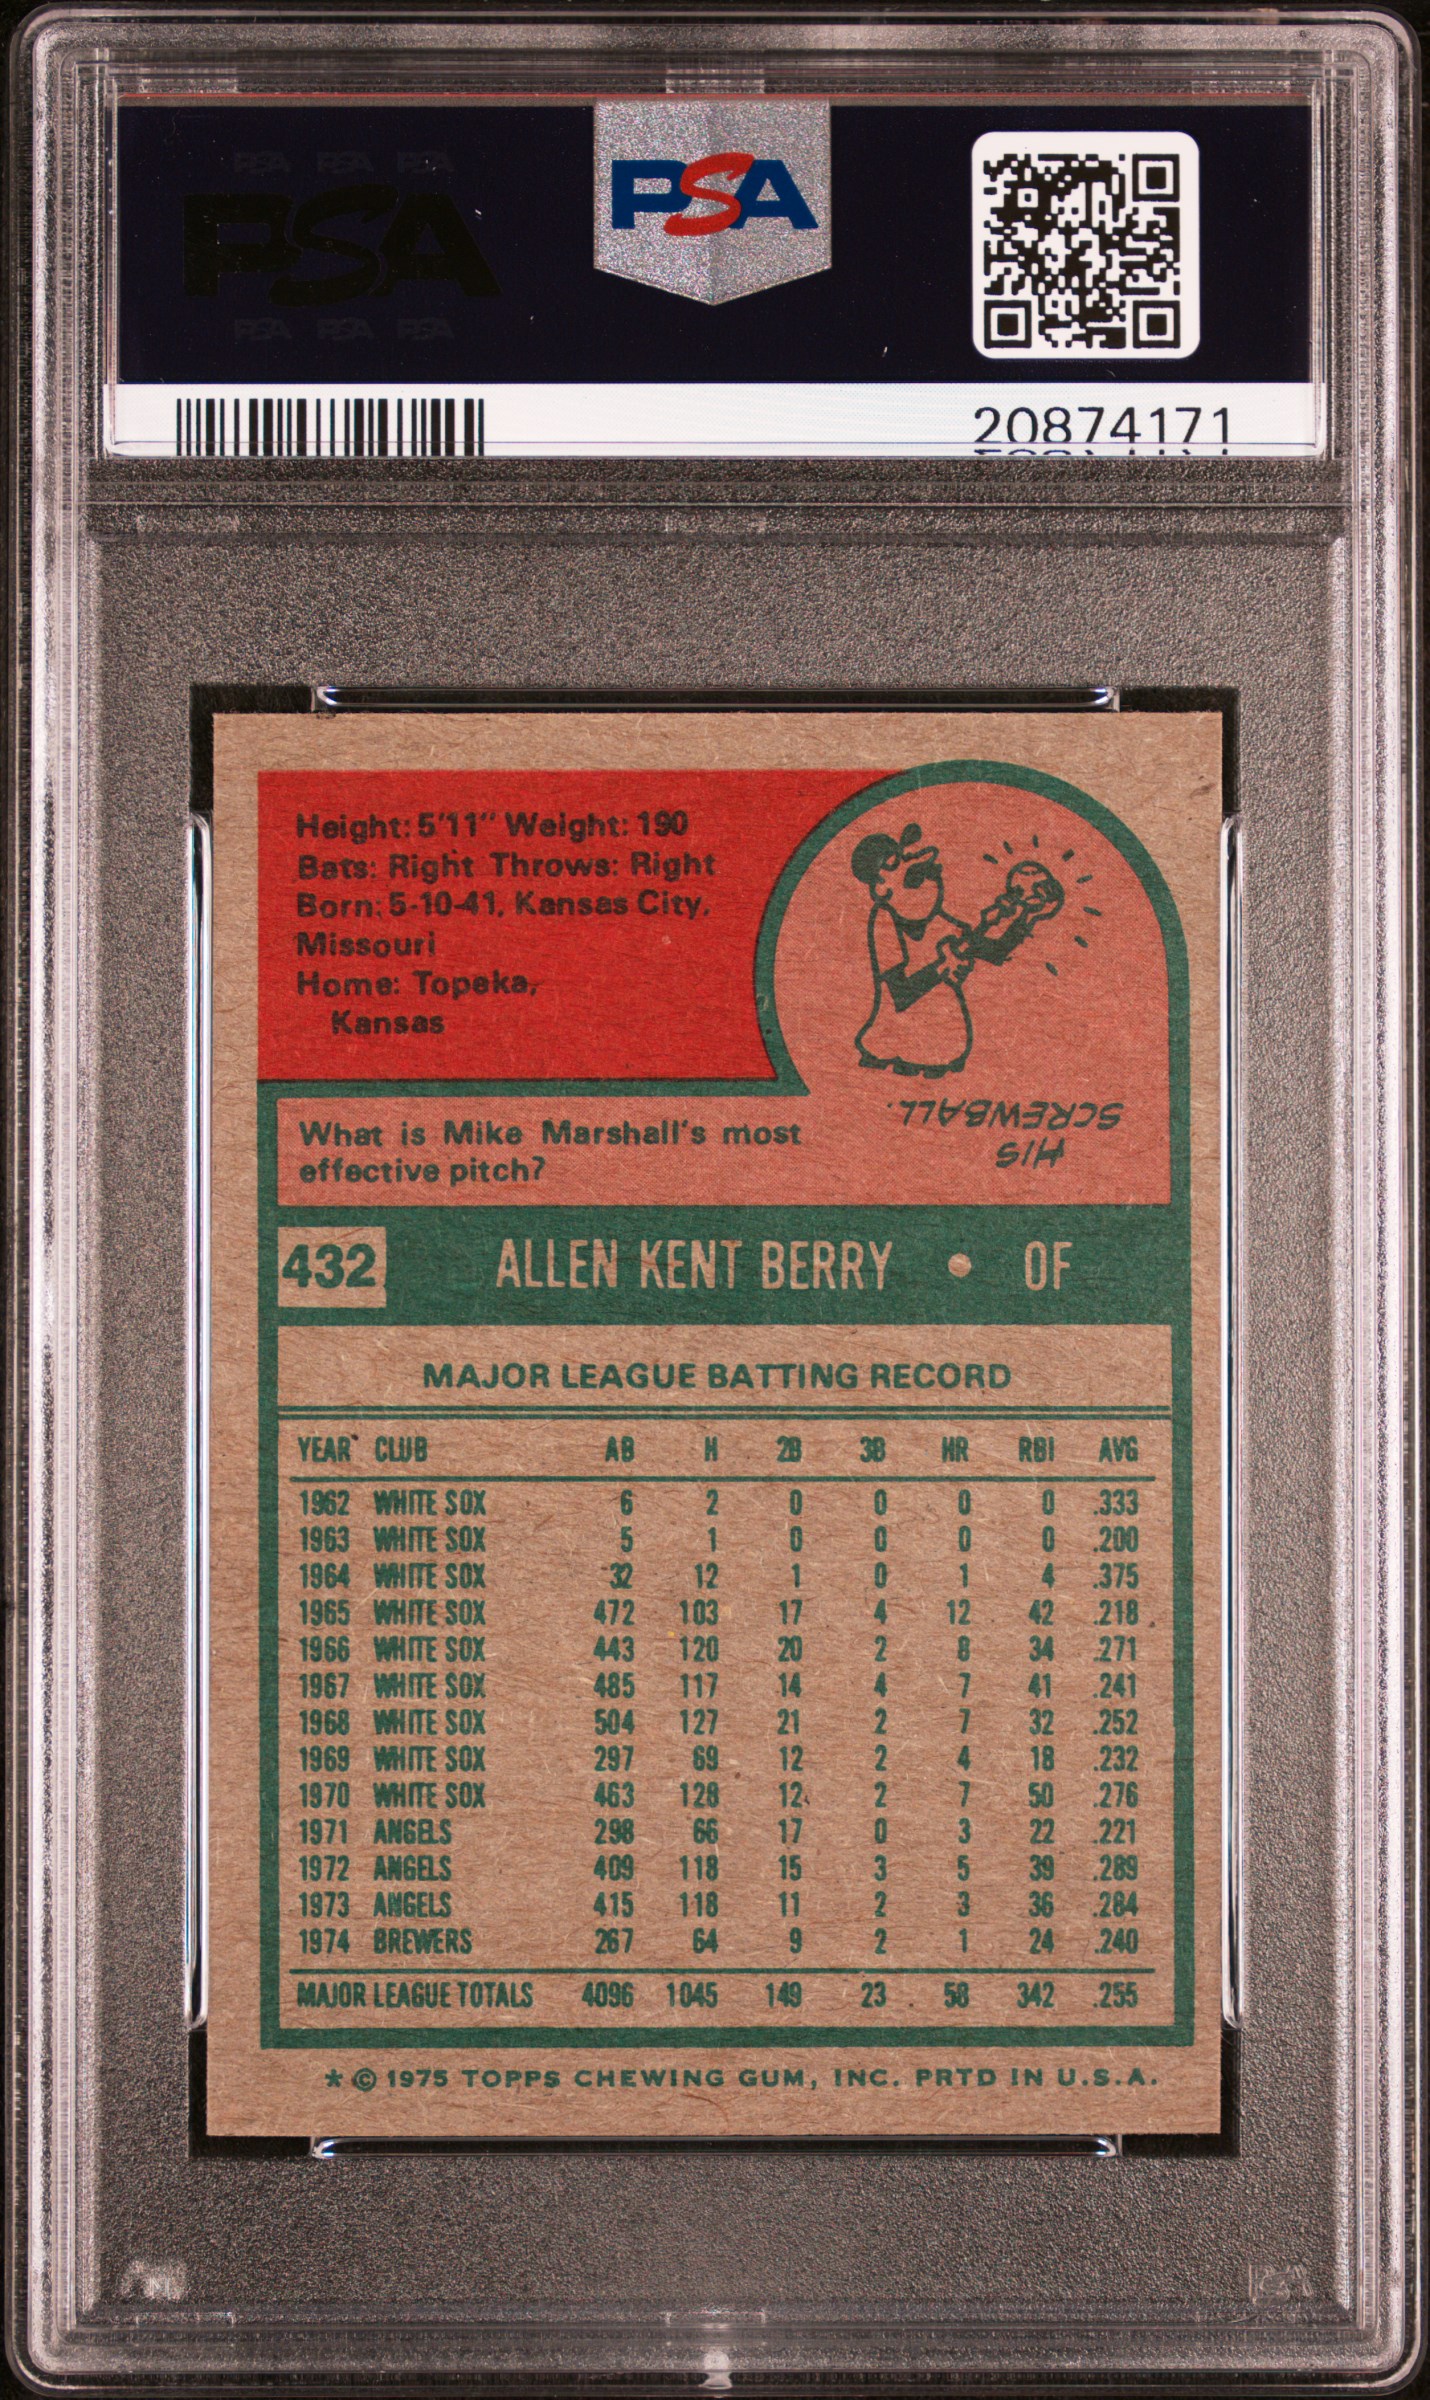 PSA PSA PSA
PSA
PSA PSA PSA
PSA
20874171
Height: 5'11" Weight: 190
Bats: Right Throws: Right
Born: 5-10-41, Kansas City,
Missouri
Home: Topeka,
Kansas
What is Mike Marshall's most
effective pitch?
HIS
SCREWBALL.
432 ALLEN KENT BERRY • OF
MAJOR LEAGUE BATTING RECORD
YEAR CLUB AB H 2B 3B HR RBI AVG
1962 WHITE SOX 6 2 0 0 0 0 .333
1963 WHITE SOX 5 1 0 0 0 0 .200
1964 WHITE SOX 32 12 1 0 1 4 .375
1965 WHITE SOX 472 103 17 4 12 42 .218
1966 WHITE SOX 443 120 20 2 8 34 .271
1967 WHITE SOX 485 117 14 4 7 41 .241
1968 WHITE SOX 504 127 21 2 7 32 .252
1969 WHITE SOX 297 69 12 2 4 18 .232
1970 WHITE SOX 463 128 12 2 7 50 .276
1971 ANGELS 298 66 17 0 3 22 .221
1972 ANGELS 409 118 15 3 5 39 .289
1973 ANGELS 415 118 11 2 3 36 .284
1974 BREWERS 267 64 9 2 1 24 .240
MAJOR LEAGUE TOTALS 4096 1045 149 23 58 342 .255
* © 1975 TOPPS CHEWING GUM, INC. PRTD IN U.S.A.